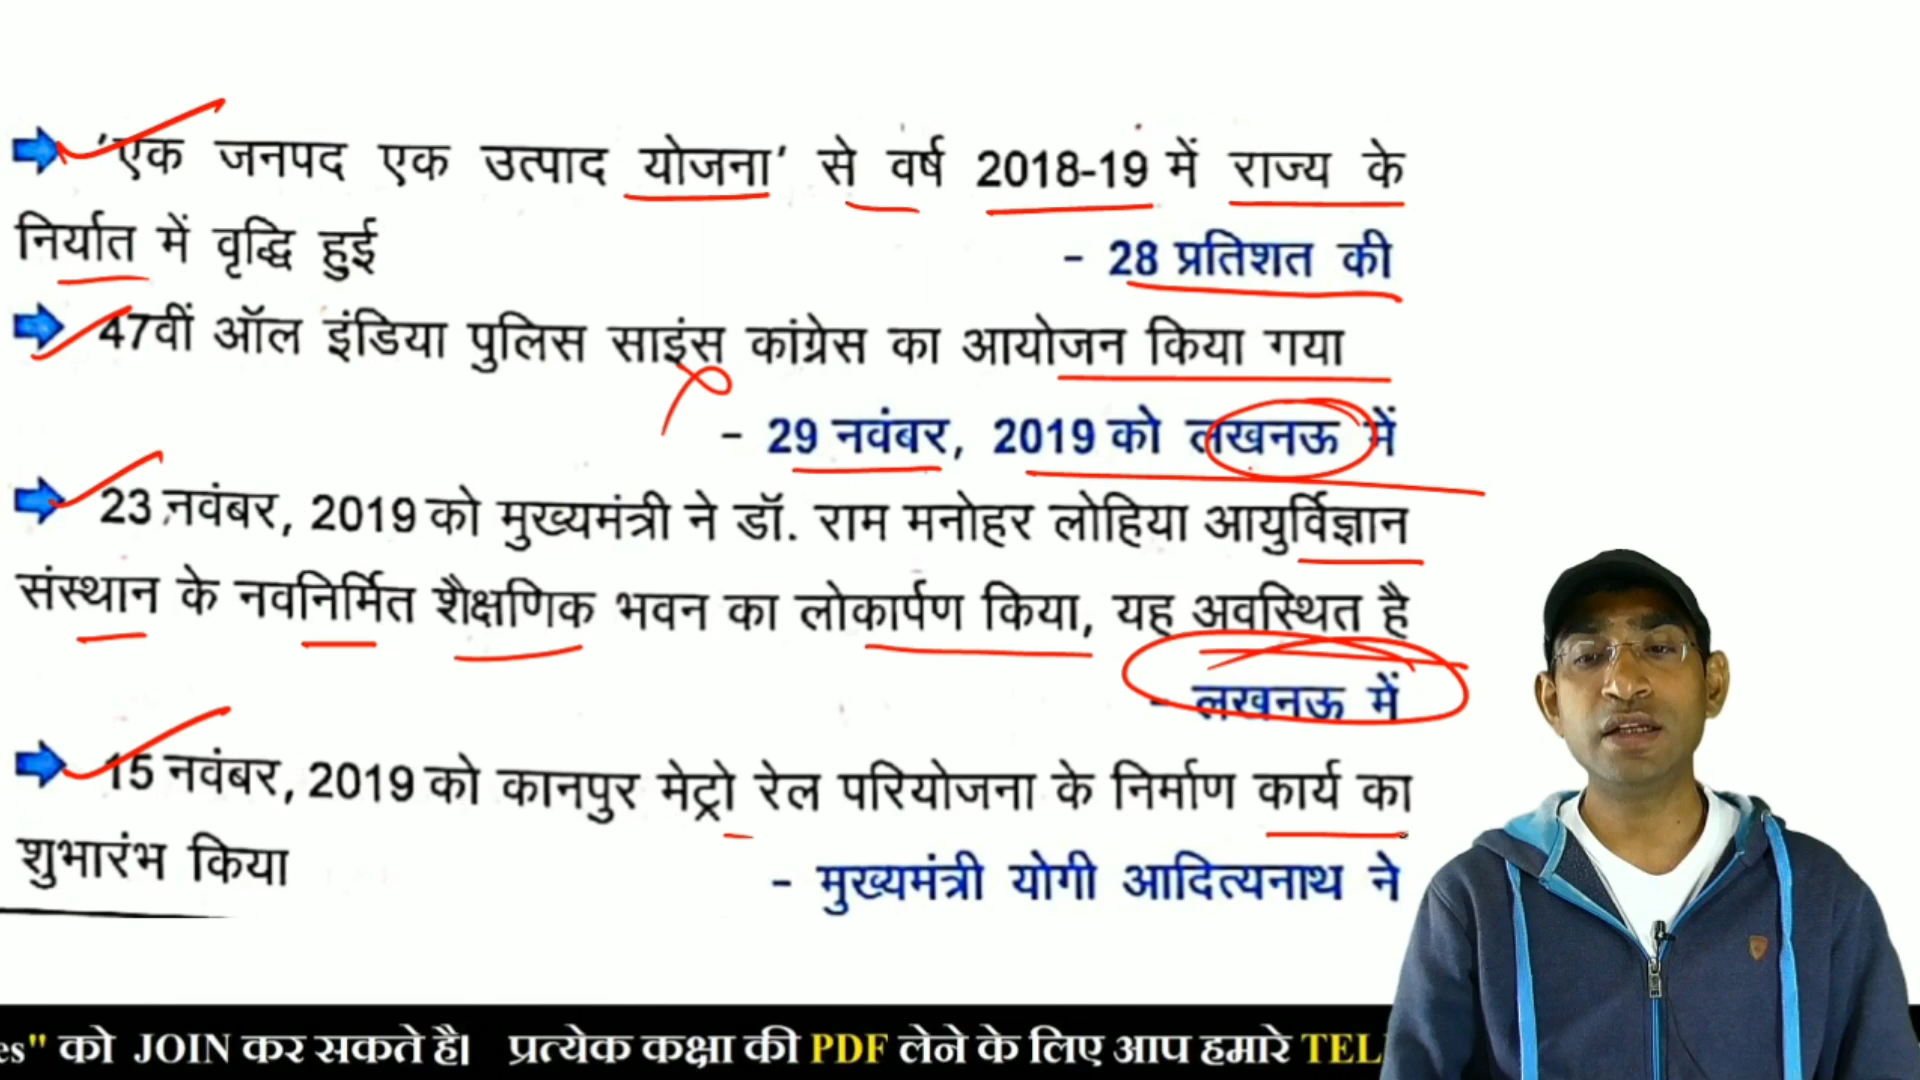 'एक जनपद एक उत्पाद योजना' से वर्ष 2018-19 में राज्य के
निर्यात में वृद्धि हुई - 28 प्रतिशत की
47वीं ऑल इंडिया पुलिस साइंस कांग्रेस का आयोजन किया गया
- 29 नवंबर, 2019 को लखनऊ में
23 नवंबर, 2019 को मुख्यमंत्री ने डॉ. राम मनोहर लोहिया आयुर्विज्ञान
संस्थान के नवनिर्मित शैक्षणिक भवन का लोकार्पण किया, यह अवस्थित है
- लखनऊ में
15 नवंबर, 2019 को कानपुर मेट्रो रेल परियोजना के निर्माण कार्य का
शुभारंभ किया - मुख्यमंत्री योगी आदित्यनाथ ने
es" को JOIN कर सकते है। प्रत्येक कक्षा की PDF लेने के लिए आप हमारे TEL